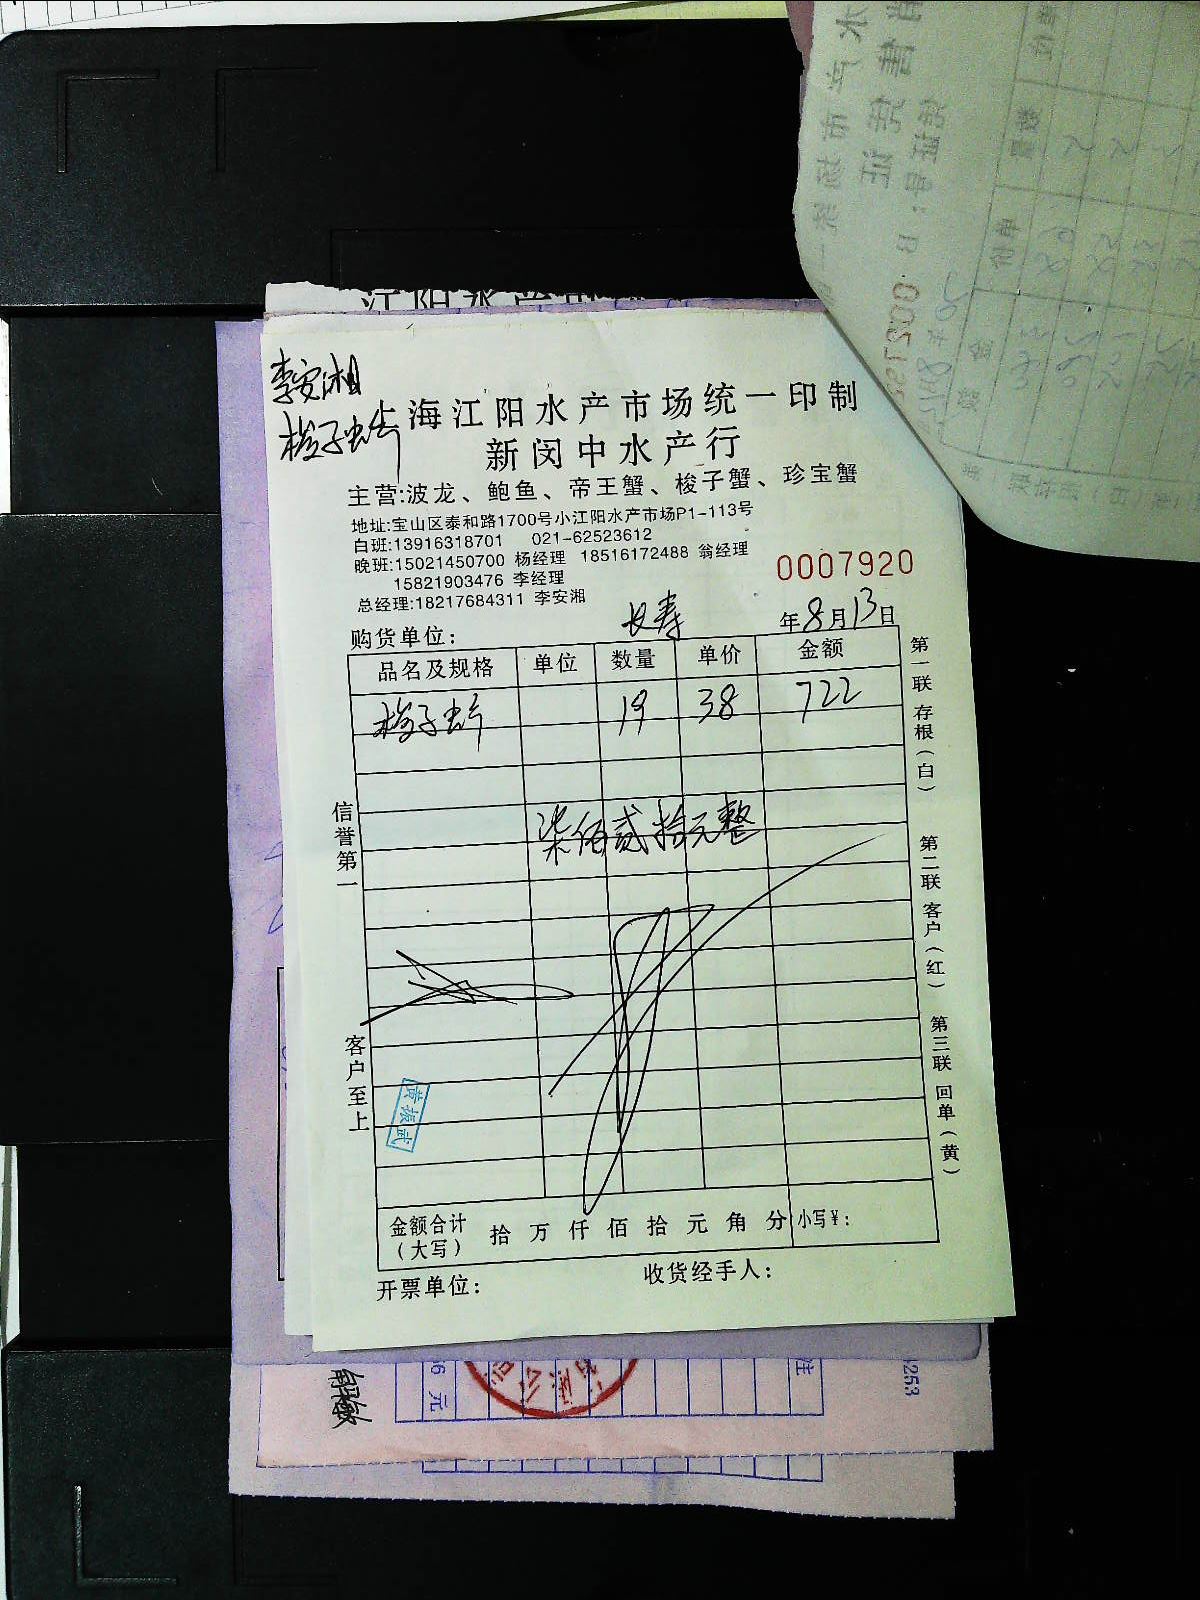 李安湘
梭子蟹
上海江阳水产市场统一印制
新闵中水产行
主营:波龙、鲍鱼、帝王蟹、梭子蟹、珍宝蟹
地址:宝山区泰和路1700号小江阳水产市场P1-113号
白班:13916318701 021-62523612
晚班:15021450700 杨经理 18516172488 翁经理
15821903476 李经理
总经理:18217684311 李安湘
0007920
购货单位: 长寿 年8月13日
品名及规格 单位 数量 单价 金额
梭子蟹 19 38 722
柒佰贰拾元整
信誉第一
客户至上
第一联 存根(白)
第二联 客户(红)
第三联 回单(黄)
黄振武
金额合计(大写) 拾 万 仟 佰 拾 元 角 分 小写¥:
开票单位: 收货经手人:
元
注
4253